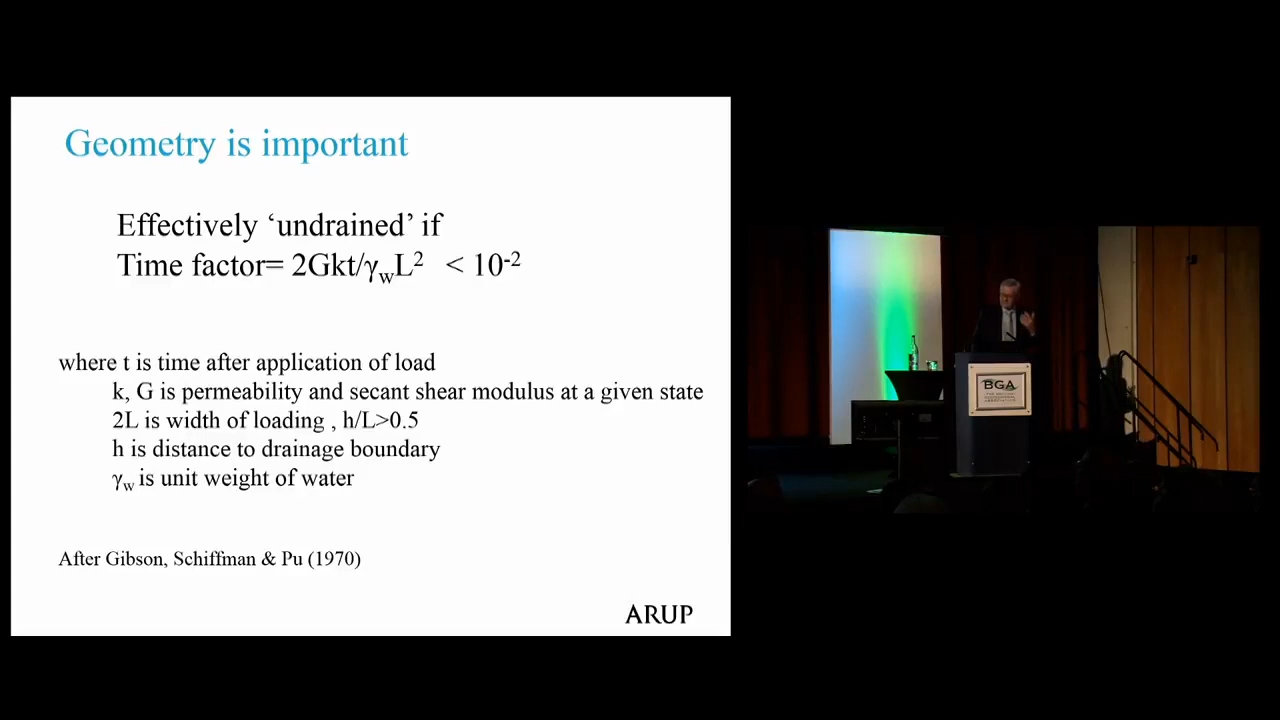 Geometry is important
Effectively ‘undrained’ if
Time factor= 2Gkt/γwL² < 10⁻²
where t is time after application of load
k, G is permeability and secant shear modulus at a given state
2L is width of loading , h/L>0.5
h is distance to drainage boundary
γw is unit weight of water
After Gibson, Schiffman & Pu (1970)
ARUP
BGA